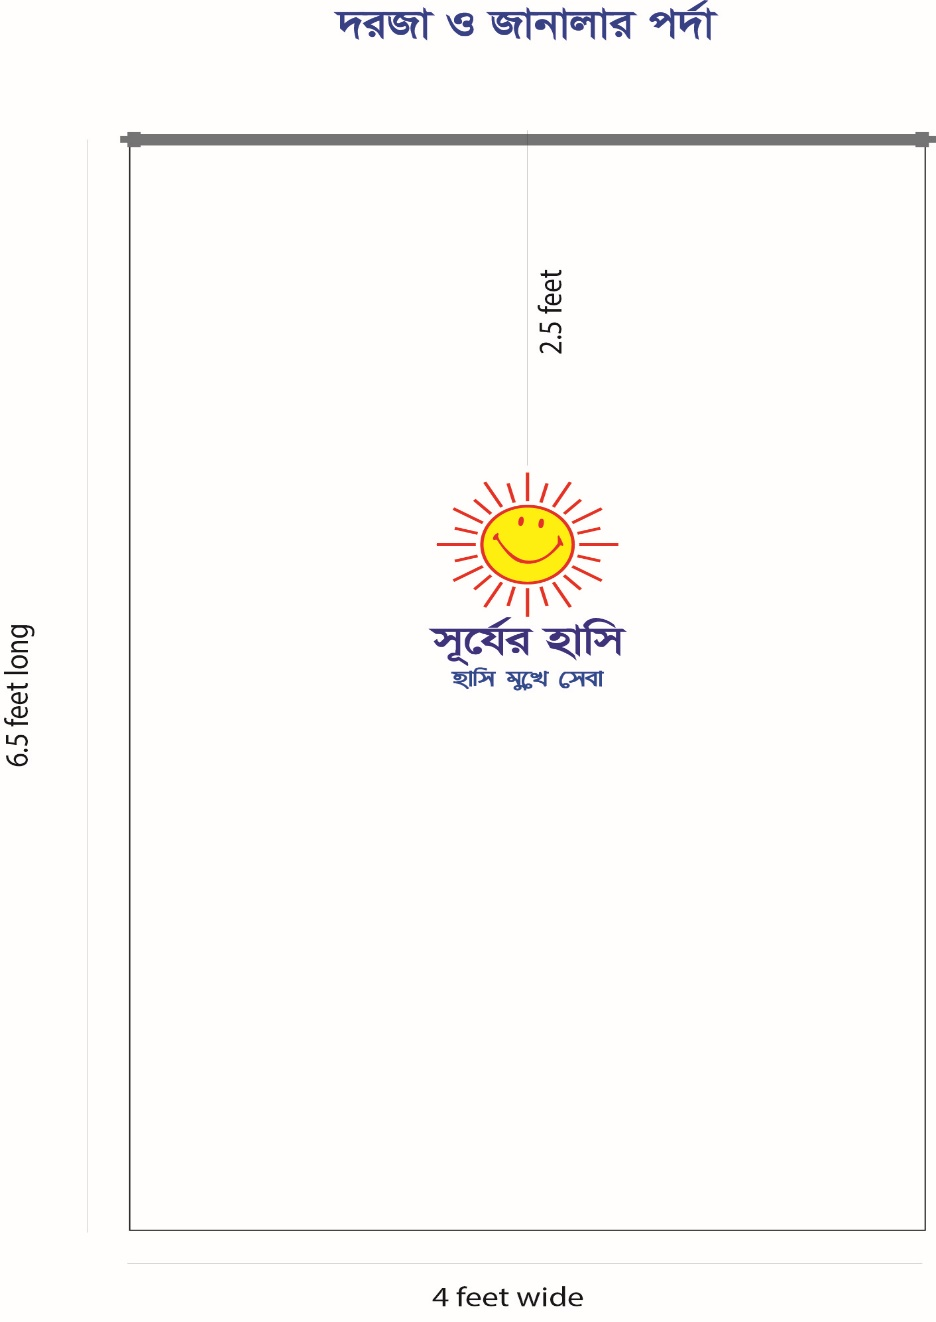 দরজা ও জানালার পর্দা
2.5 feet
সূর্যের হাসি
হাসি মুখে সেবা
6.5 feet long
4 feet wide